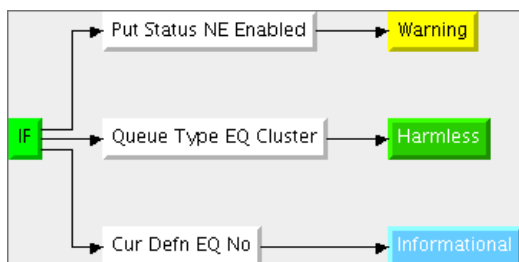 Put Status NE Enabled
Warning
IF
Queue Type EQ Cluster
Harmless
Cur Defn EQ No
Informational